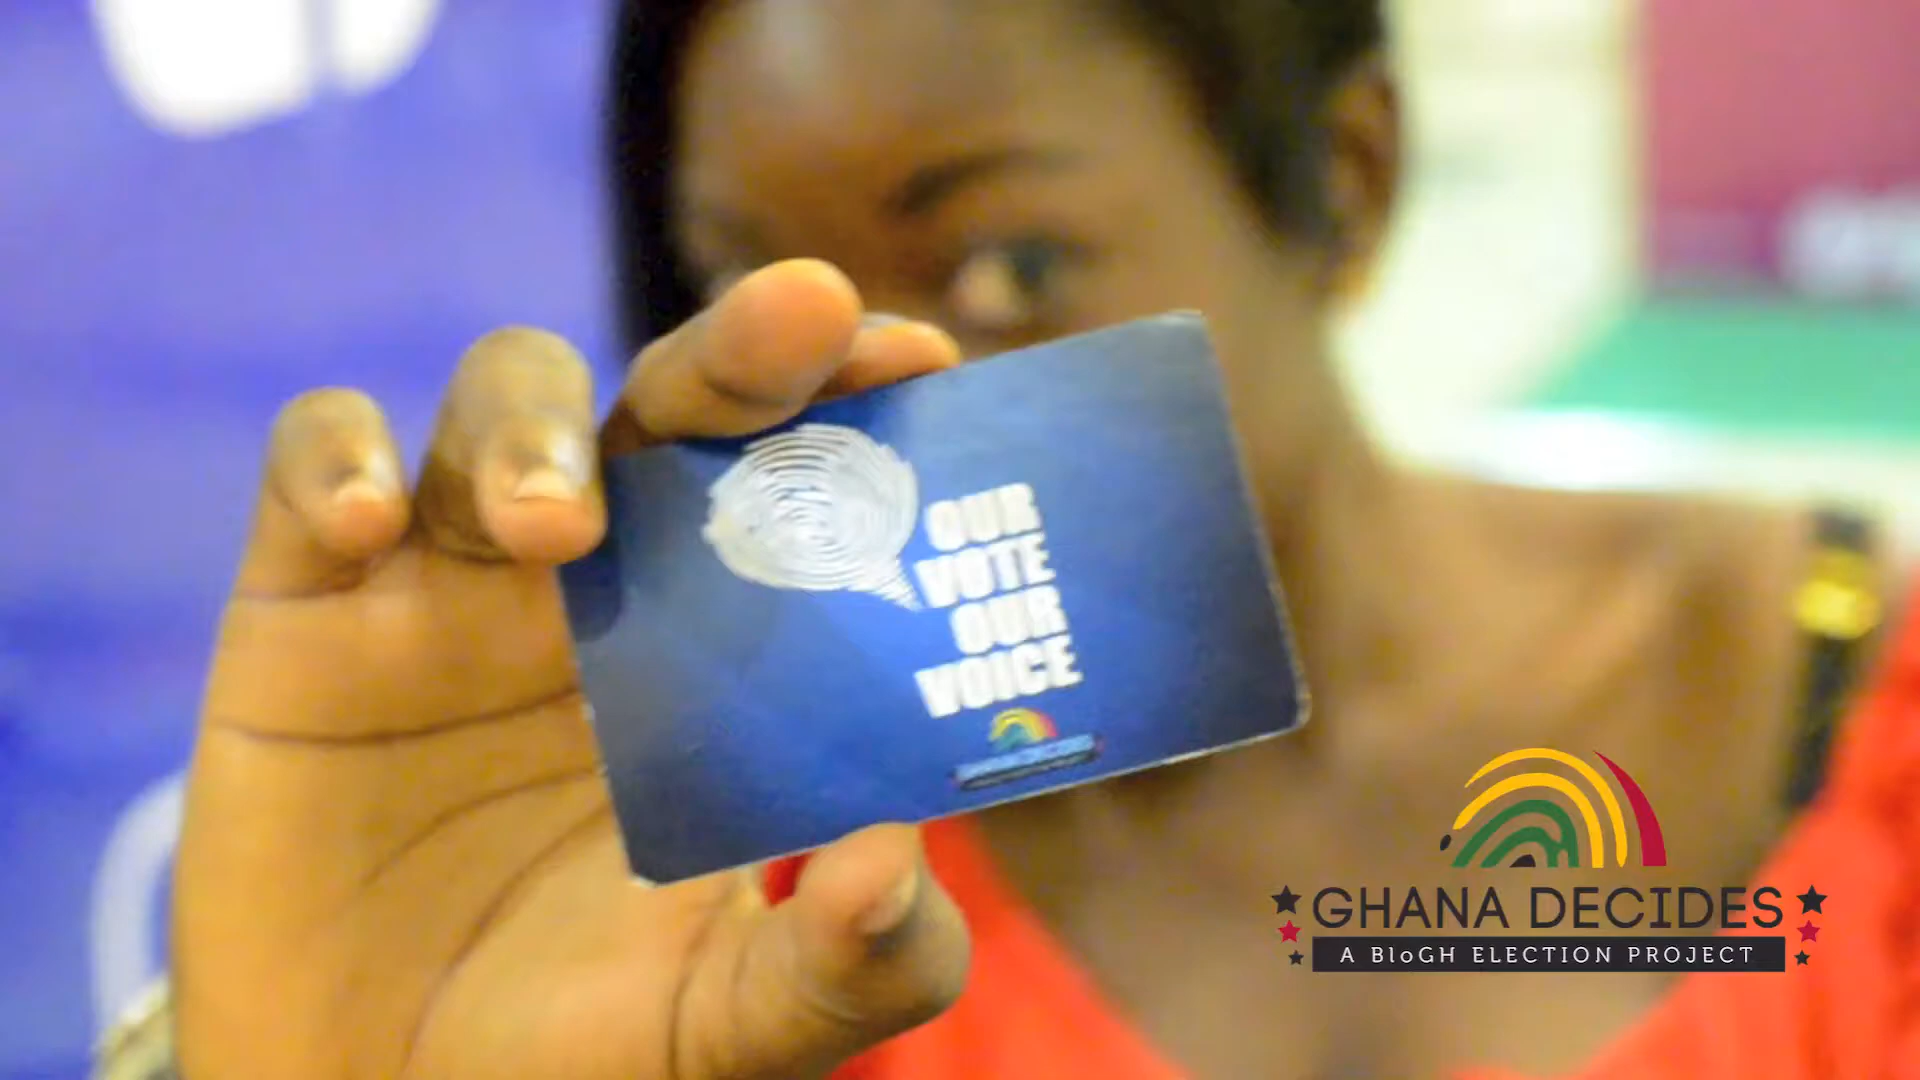 OUR
VOTE
OUR
VOICE
GHANA DECIDES
A BloGH ELECTION PROJECT